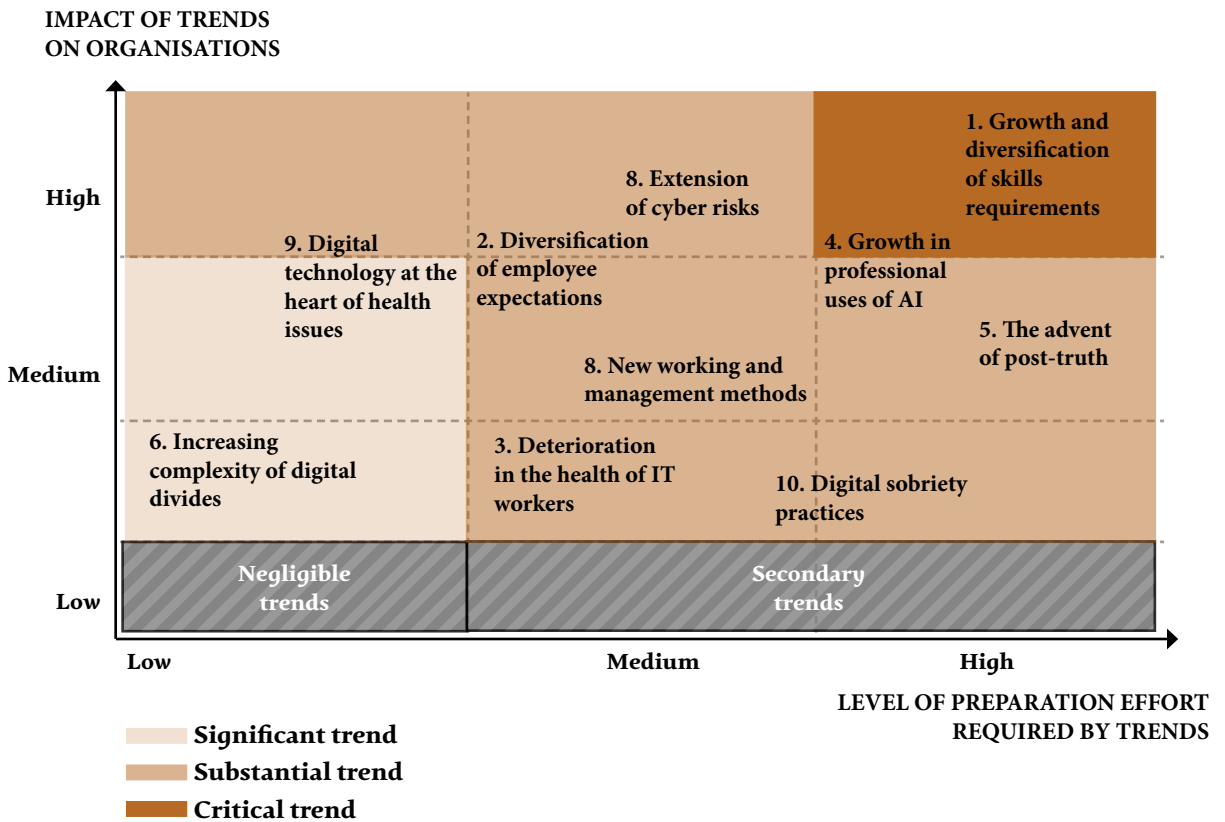 IMPACT OF TRENDS
ON ORGANISATIONS
1. Growth and
diversification
of skills
requirements
8. Extension
of cyber risks
High
9. Digital
technology at the
heart of health
issues
2. Diversification
of employee
expectations
4. Growth in
professional
uses of AI
5. The advent
of post-truth
Medium
8. New working and
management methods
6. Increasing
complexity of digital
divides
3. Deterioration
in the health of IT
workers
10. Digital sobriety
practices
Negligible
trends
Secondary
trends
Low
Low
Medium
High
LEVEL OF PREPARATION EFFORT
REQUIRED BY TRENDS
Significant trend
Substantial trend
Critical trend